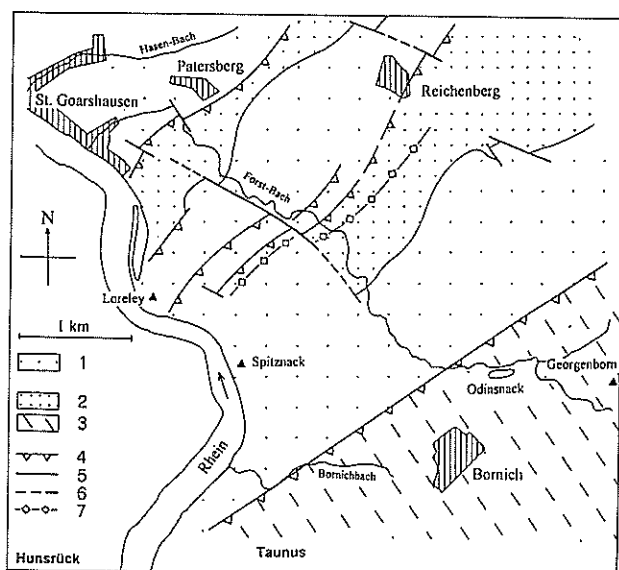 Hasen-Bach
Patersberg
St. Goarshausen
Reichenberg
Forst-Bach
N
Loreley
1 km
Spitznack
Georgenborn
Odinsnack
1
2
3
4
5
6
7
Rhein
Bornichbach
Bornich
Taunus
Hunsrück